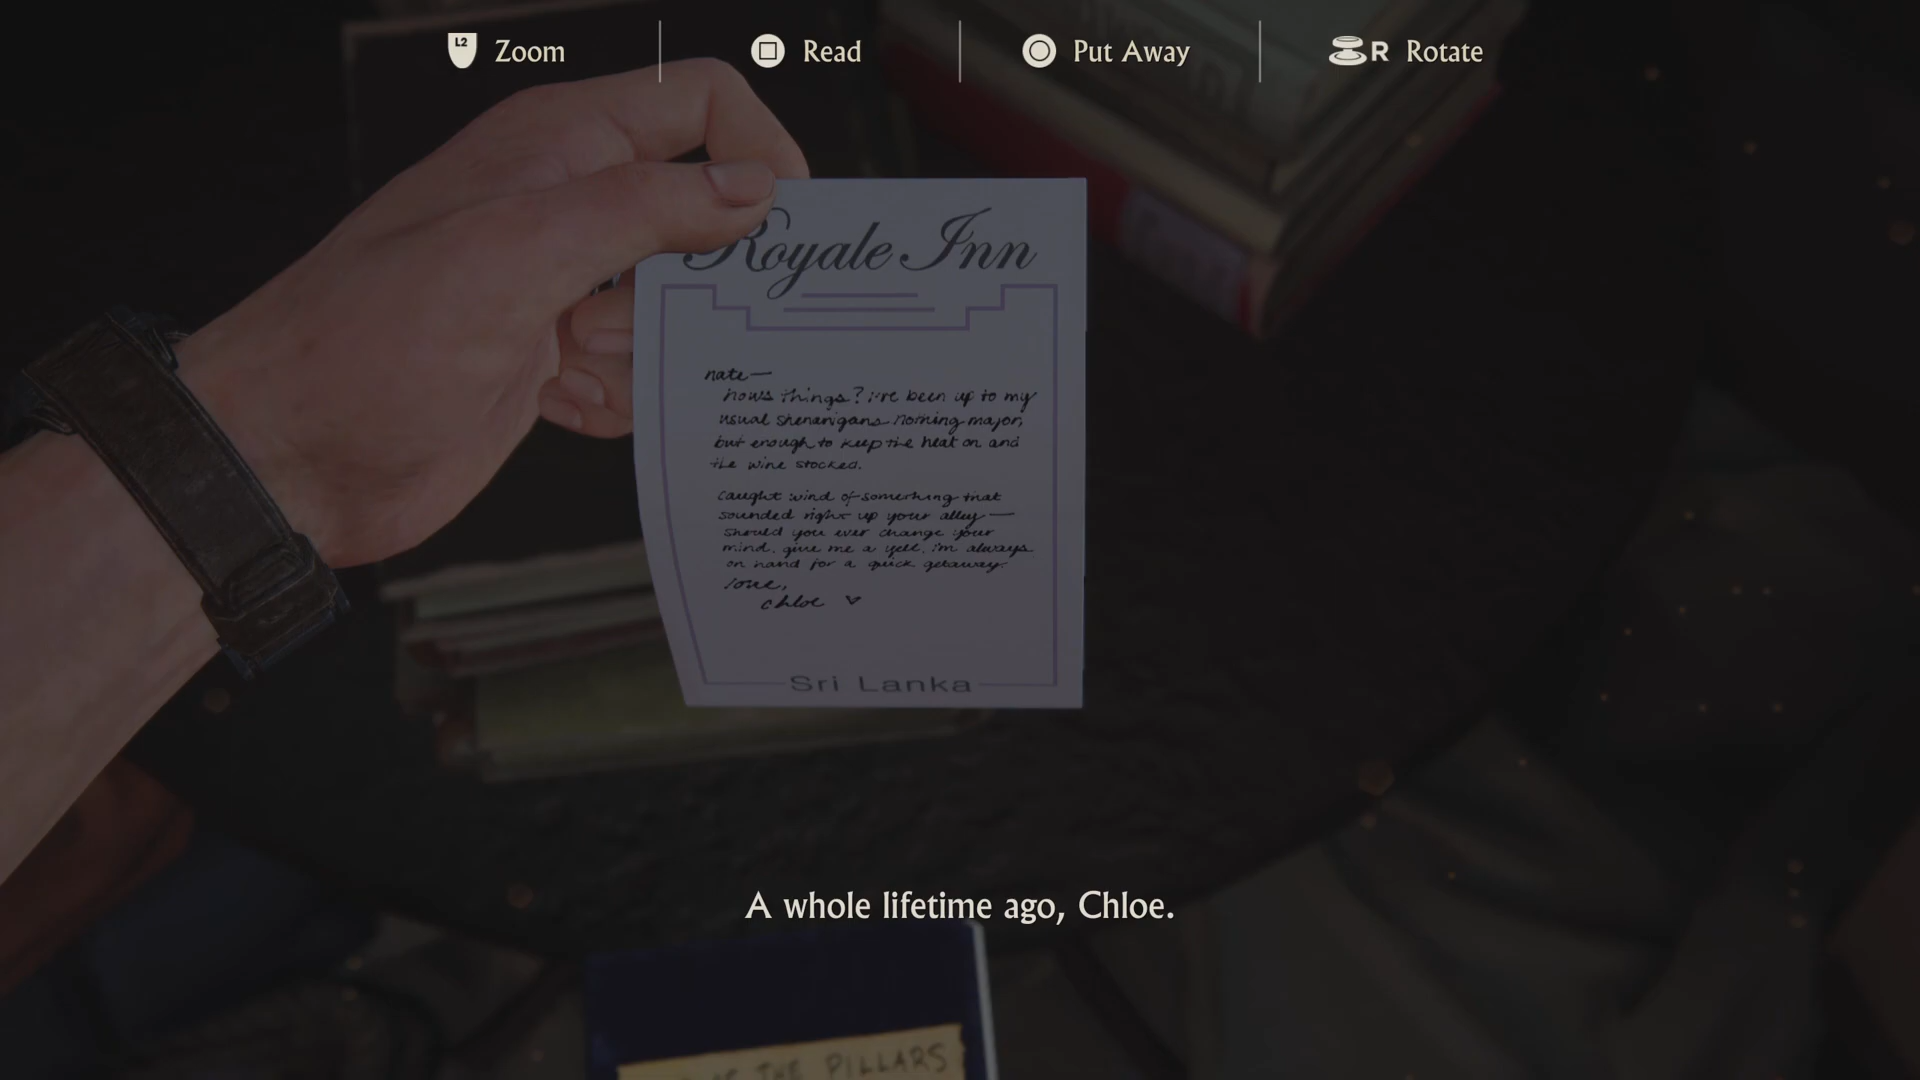 L2 Zoom
Read
Put Away
R Rotate
Royale Inn
nate—
hows things? i've been up to my
usual shenanigans. nothing major,
but enough to keep the heat on and
the wine stocked.
caught wind of something that
sounded right up your alley—
should you ever change your
mind, give me a yell. i'm always
on hand for a quick getaway.
love,
chloe
Sri Lanka
A whole lifetime ago, Chloe.
OF THE PILLARS